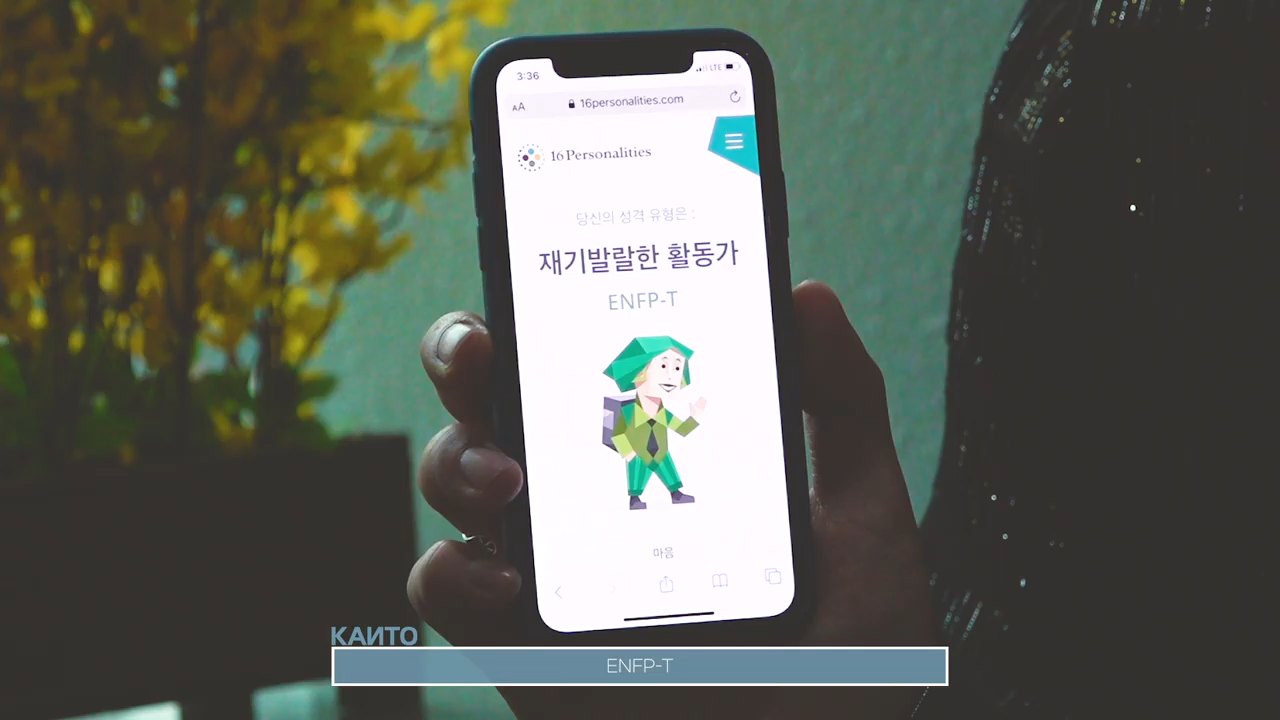 3:36
LTE
AA 16personalities.com
16Personalities
당신의 성격 유형은 :
재기발랄한 활동가
ENFP-T
마음
KAИTO
ENFP-T